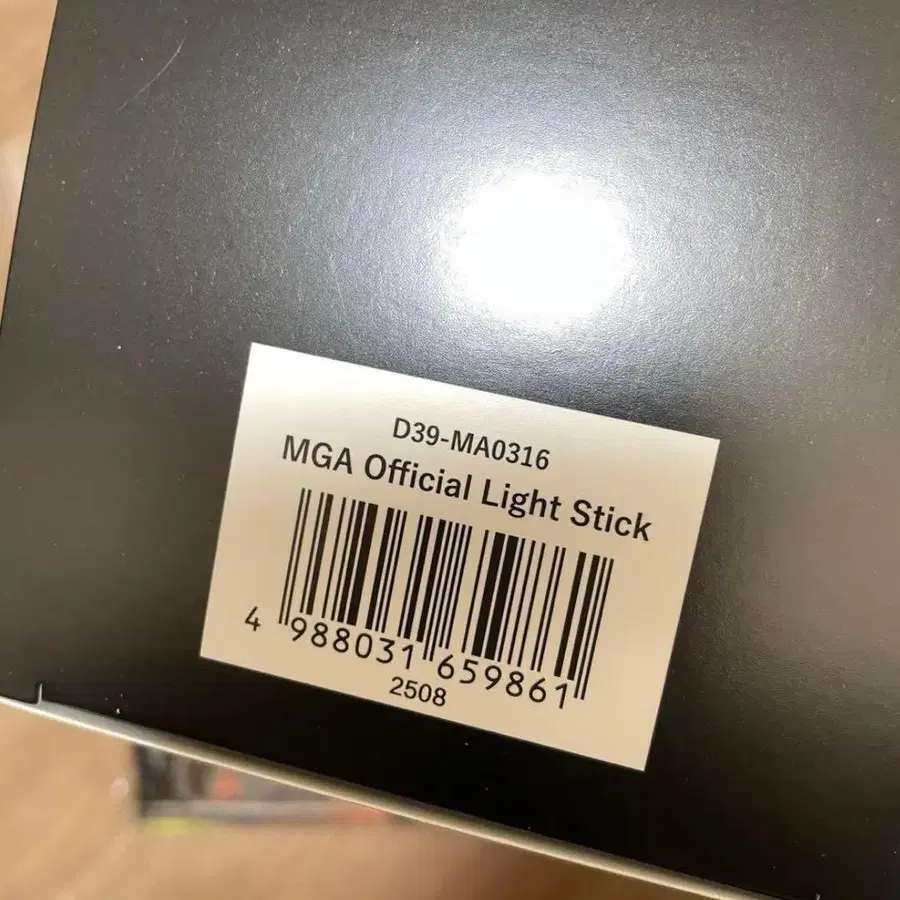 D39-MA0316
MGA Official Light Stick
4 988031 659861
2508